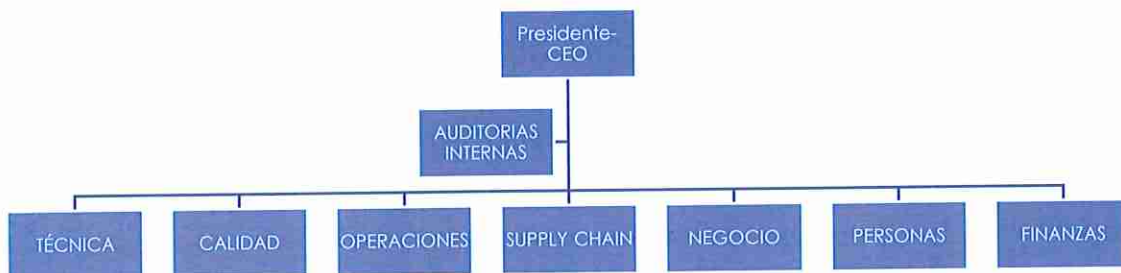 Presidente-
CEO
AUDITORIAS
INTERNAS
TÉCNICA
CALIDAD
OPERACIONES
SUPPLY CHAIN
NEGOCIO
PERSONAS
FINANZAS